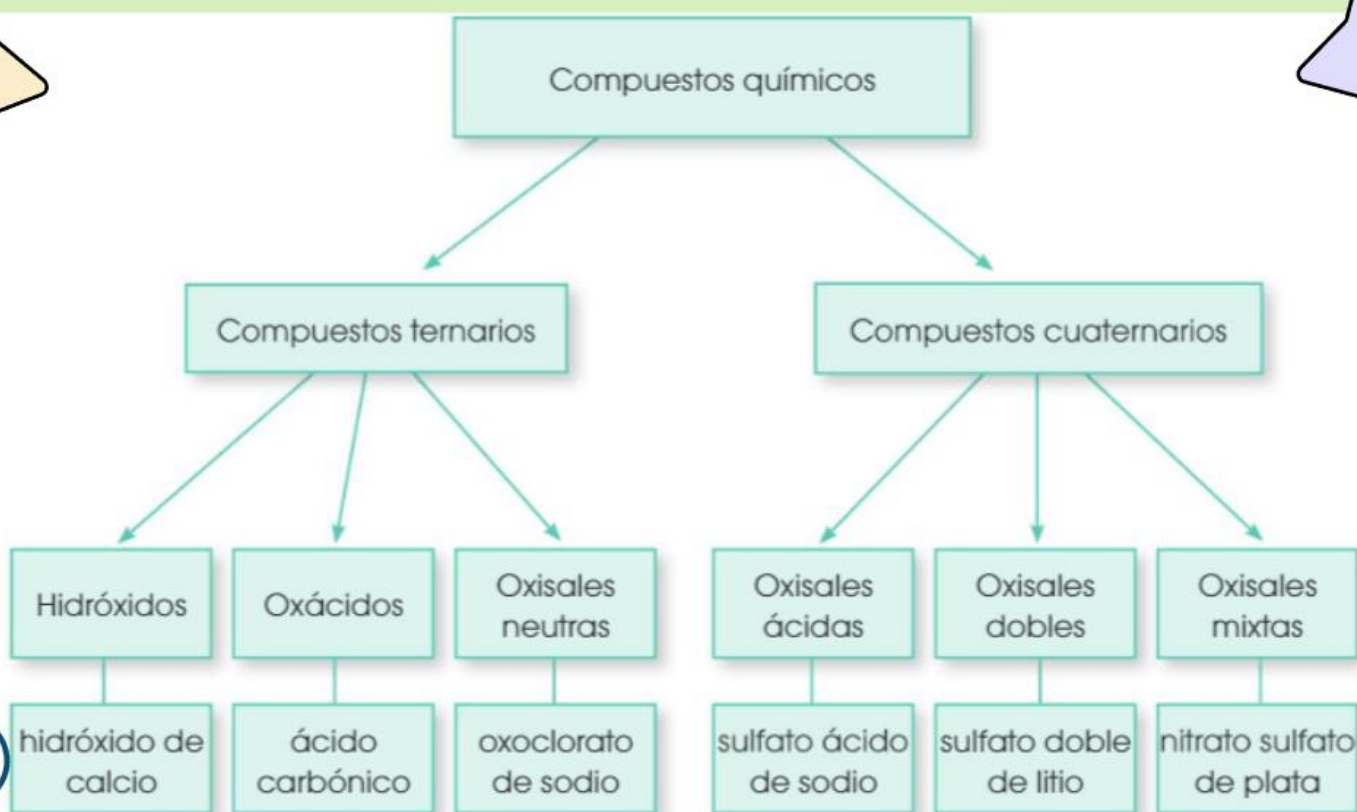 Compuestos químicos
Compuestos ternarios
Compuestos cuaternarios
Hidróxidos
Oxácidos
Oxisales
neutras
Oxisales
ácidas
Oxisales
dobles
Oxisales
mixtas
hidróxido de
calcio
ácido
carbónico
oxoclorato
de sodio
sulfato ácido
de sodio
sulfato doble
de litio
nitrato sulfato
de plata